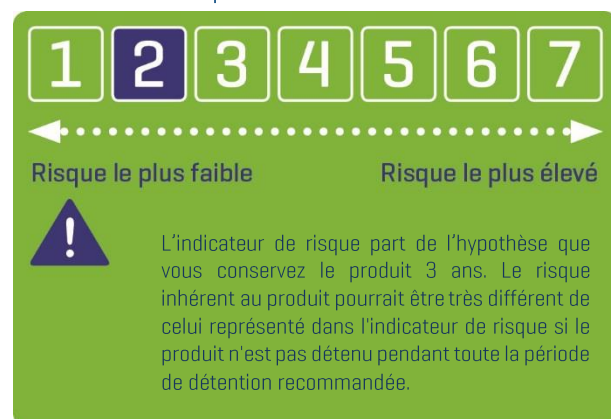 1 2 3 4 5 6 7
Risque le plus faible Risque le plus élevé
!
L'indicateur de risque part de l'hypothèse que
vous conservez le produit 3 ans. Le risque
inhérent au produit pourrait être très différent de
celui représenté dans l'indicateur de risque si le
produit n'est pas détenu pendant toute la période
de détention recommandée.